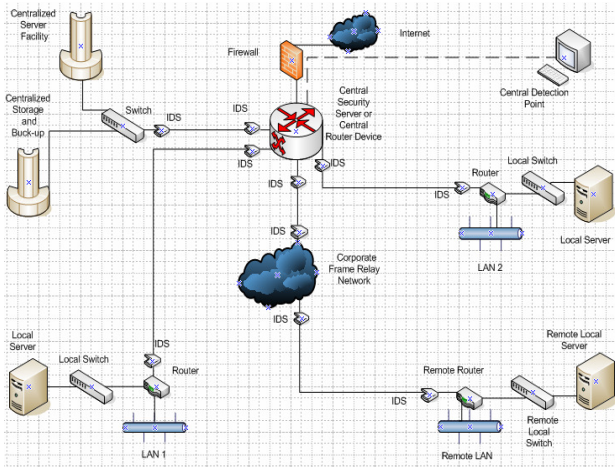 Centralized
Server
Facility
Firewall
Internet
Central Detection
Point
Centralized
Storage
and
Buck-up
Switch
IDS
IDS
Central
Security
Server or
Central
Router Device
IDS
IDS
IDS
Router
Local Switch
IDS
Local Server
LAN 2
IDS
Corporate
Frame Relay
Network
IDS
Local
Server
Local Switch
IDS
Router
LAN 1
Remote Router
Remote Local
Server
IDS
Remote LAN
Remote
Local
Switch